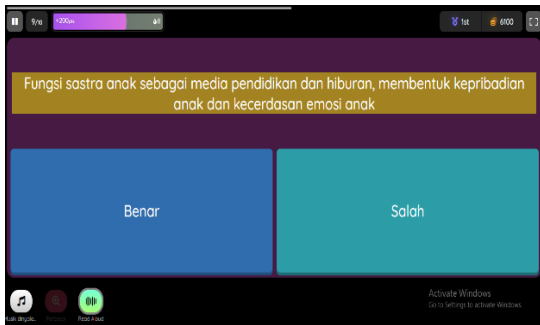 9/10 +200pts 1st 6100
Fungsi sastra anak sebagai media pendidikan dan hiburan, membentuk kepribadian
anak dan kecerdasan emosi anak
Benar Salah
Activate Windows
Go to Settings to activate Windows.
Read Aloud